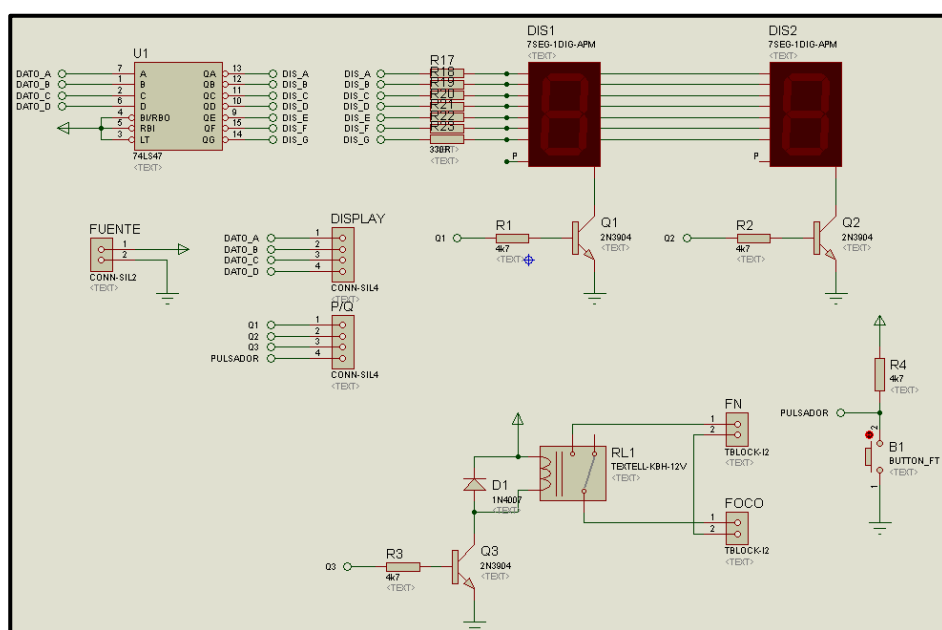 U1
7 A QA 13
1 B QB 12
2 C QC 11
6 D QD 10
4 BI/RBO QE 9
5 RBI QF 15
3 LT QG 14
74LS47
<TEXT>
DATO_A
DATO_B
DATO_C
DATO_D
DIS_A
DIS_B
DIS_C
DIS_D
DIS_E
DIS_F
DIS_G
DIS_A
DIS_B
DIS_C
DIS_D
DIS_E
DIS_F
DIS_G
R17
R18
R19
R20
R21
R22
R23
330R
DIS1
7SEG-1DIG-APM
<TEXT>
P
DIS2
7SEG-1DIG-APM
<TEXT>
P
FUENTE
1
2
CONN-SIL2
<TEXT>
DISPLAY
DATO_A 1
DATO_B 2
DATO_C 3
DATO_D 4
CONN-SIL4
<TEXT>
P/Q
Q1 1
Q2 2
Q3 3
PULSADOR 4
CONN-SIL4
<TEXT>
Q1
R1
4k7
<TEXT>
Q1
2N3904
<TEXT>
Q2
R2
4k7
<TEXT>
Q2
2N3904
<TEXT>
R4
4k7
<TEXT>
PULSADOR
2
B1
BUTTON_FT
<TEXT>
1
FN
1
2
TBLOCK-I2
<TEXT>
RL1
TEXTELL-KBH-12V
<TEXT>
D1
1N4007
<TEXT>
FOCO
1
2
TBLOCK-I2
<TEXT>
Q3
R3
4k7
<TEXT>
Q3
2N3904
<TEXT>